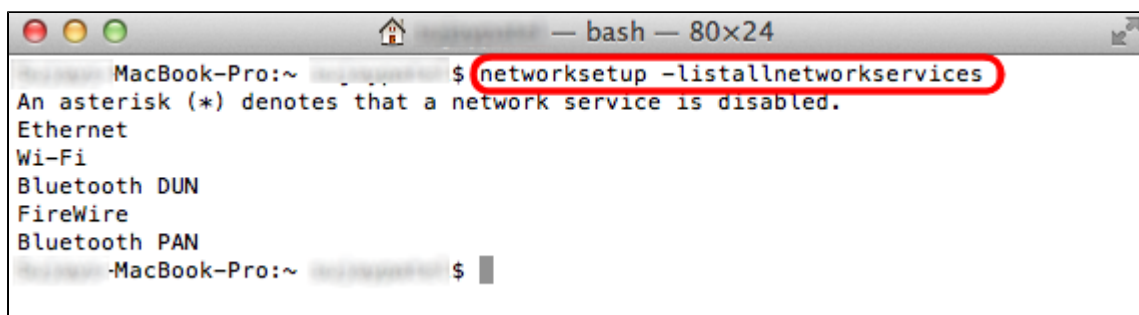 — bash — 80×24
MacBook-Pro:~ $ networksetup -listallnetworkservices
An asterisk (*) denotes that a network service is disabled.
Ethernet
Wi-Fi
Bluetooth DUN
FireWire
Bluetooth PAN
-MacBook-Pro:~ $